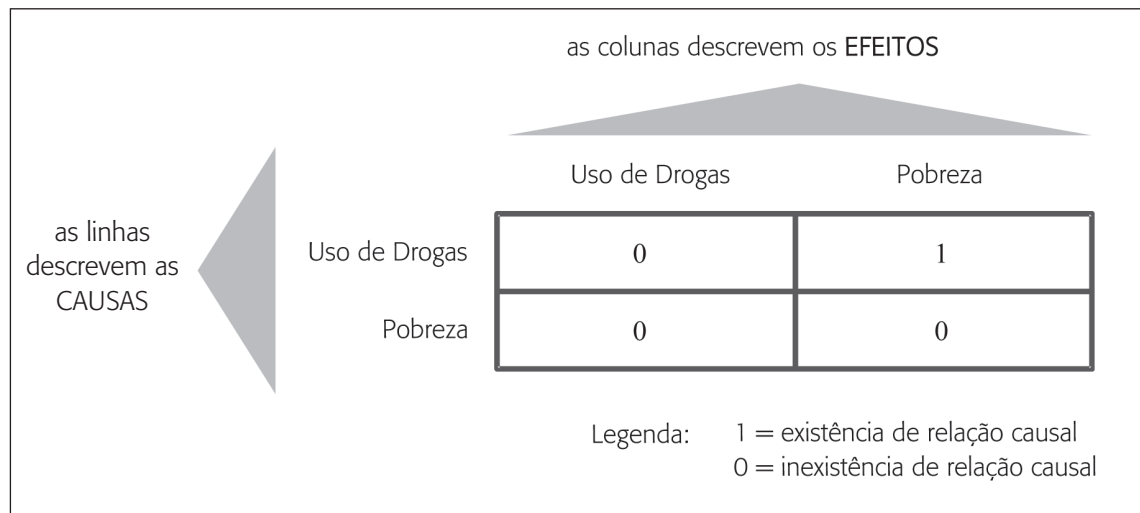 as colunas descrevem os EFEITOS
Uso de Drogas Pobreza
as linhas
descrevem as
CAUSAS
Uso de Drogas 0 1
Pobreza 0 0
Legenda: 1 = existência de relação causal
0 = inexistência de relação causal